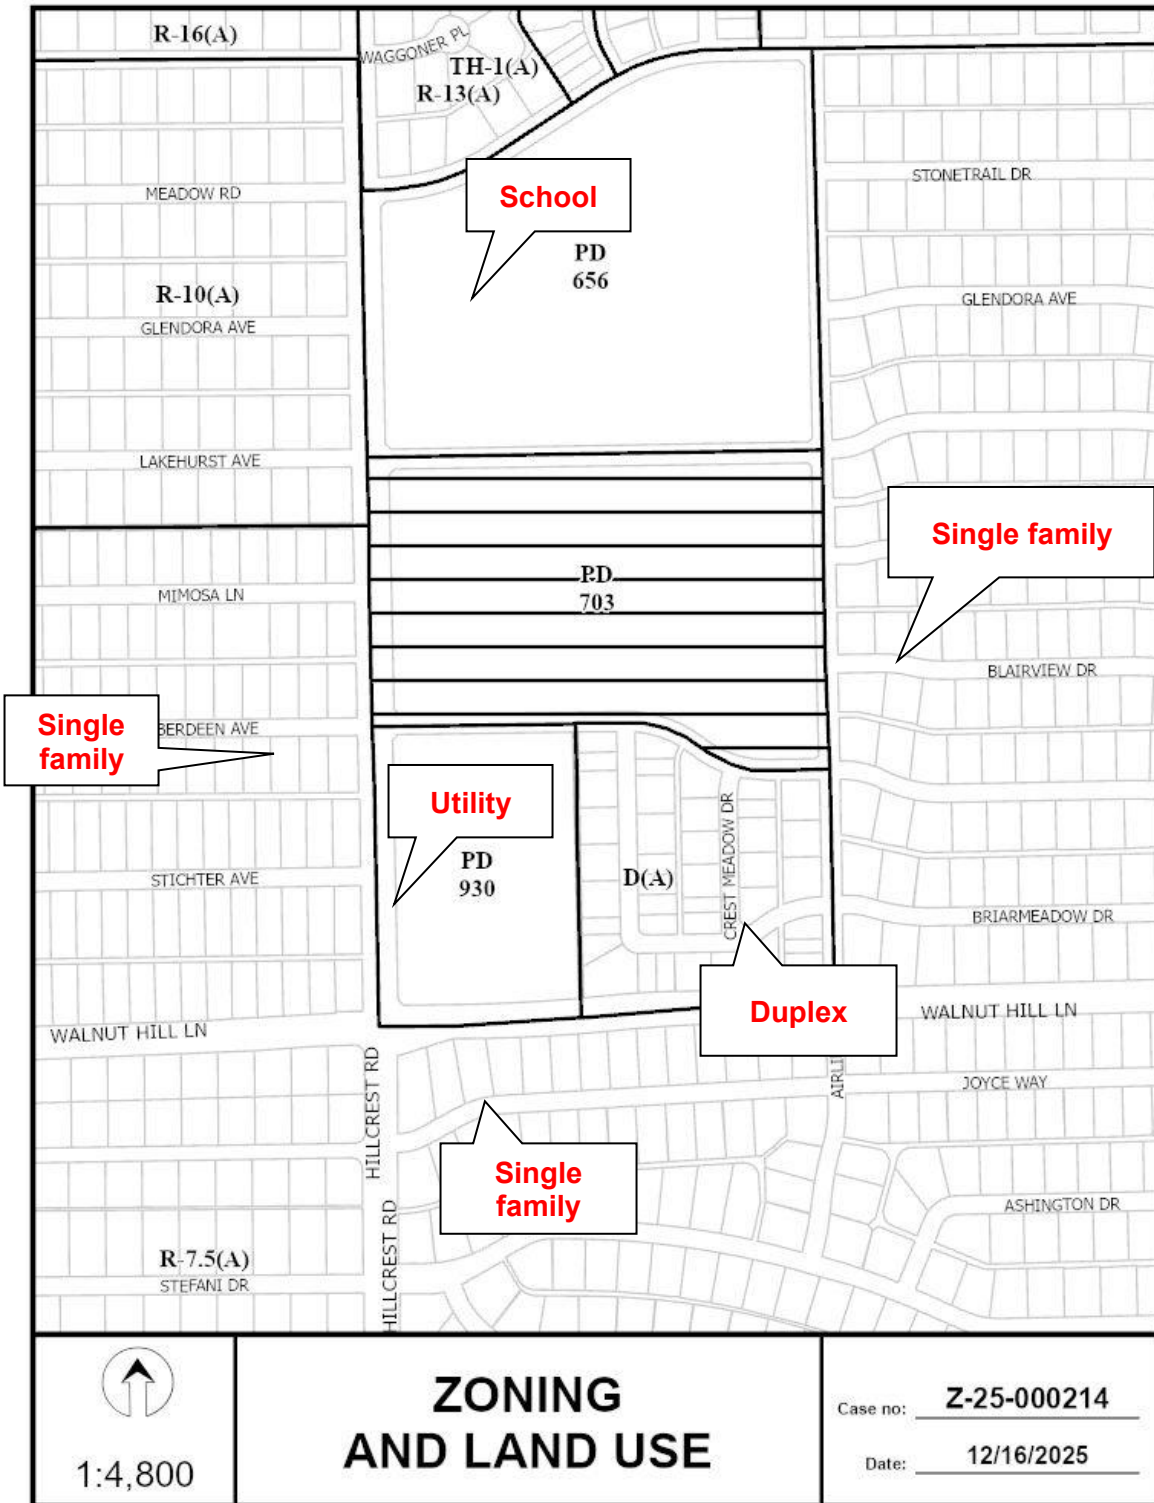 R-16(A)
WAGGONER PL
TH-1(A)
R-13(A)
MEADOW RD
School
STONETRAIL DR
PD
656
R-10(A)
GLENDORA AVE
GLENDORA AVE
LAKEHURST AVE
Single family
MIMOSA LN
PD
703
BLAIRVIEW DR
Single
family
BERDEEN AVE
Utility
PD
930
STICHTER AVE
D(A)
CREST MEADOW DR
BRIARMEADOW DR
Duplex
WALNUT HILL LN
WALNUT HILL LN
HILLCREST RD
AIRLI
JOYCE WAY
Single
family
HILLCREST RD
ASHINGTON DR
R-7.5(A)
STEFANI DR
1:4,800
ZONING
AND LAND USE
Case no: Z-25-000214
Date: 12/16/2025